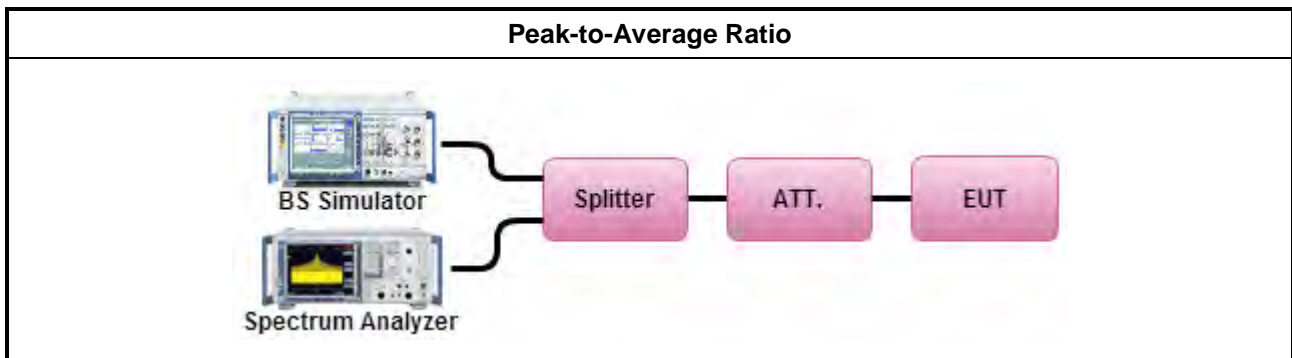 Peak-to-Average Ratio
BS Simulator
Spectrum Analyzer
Splitter
ATT.
EUT